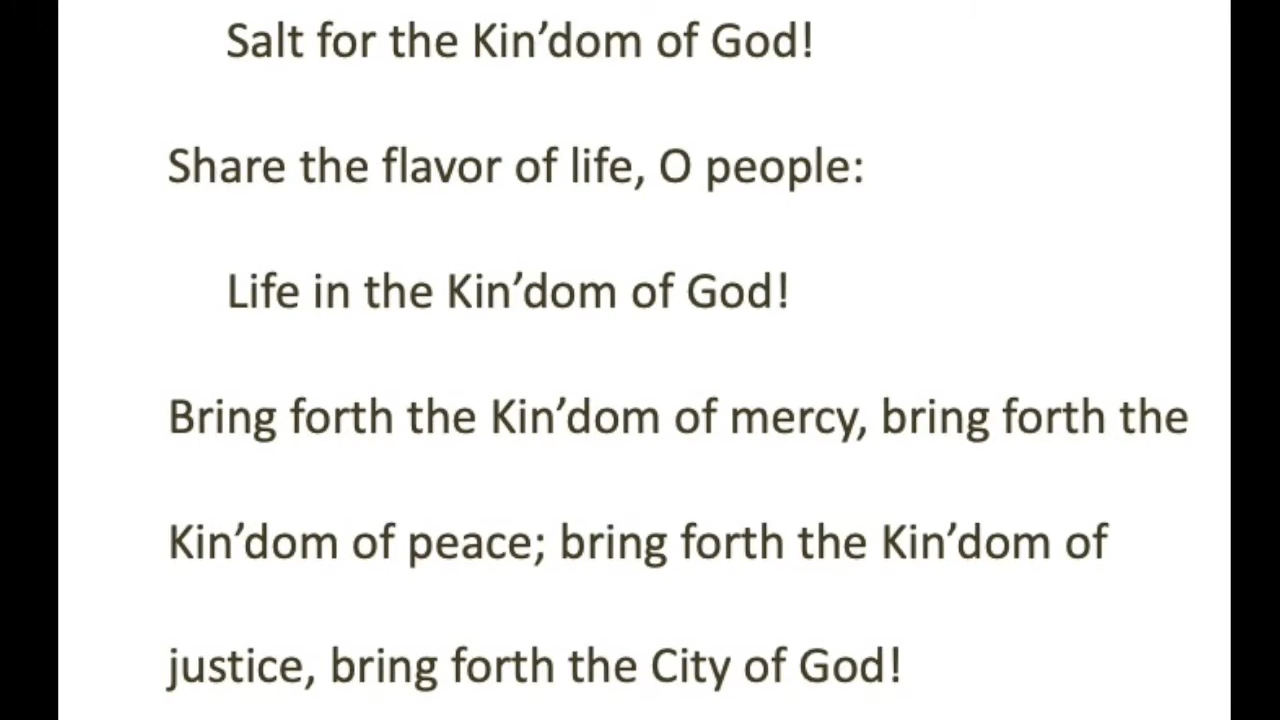 Salt for the Kin’dom of God!
Share the flavor of life, O people:
Life in the Kin’dom of God!
Bring forth the Kin’dom of mercy, bring forth the
Kin’dom of peace; bring forth the Kin’dom of
justice, bring forth the City of God!